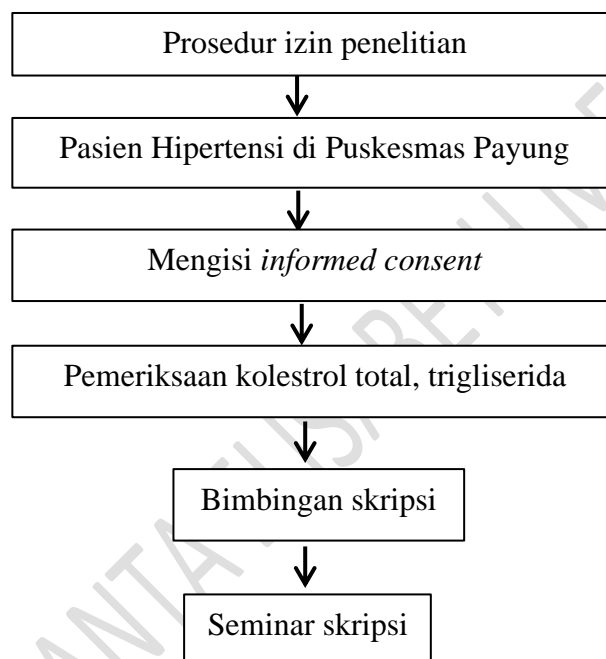 Prosedur izin penelitian
Pasien Hipertensi di Puskesmas Payung
Mengisi informed consent
Pemeriksaan kolestrol total, trigliserida
Bimbingan skripsi
Seminar skripsi